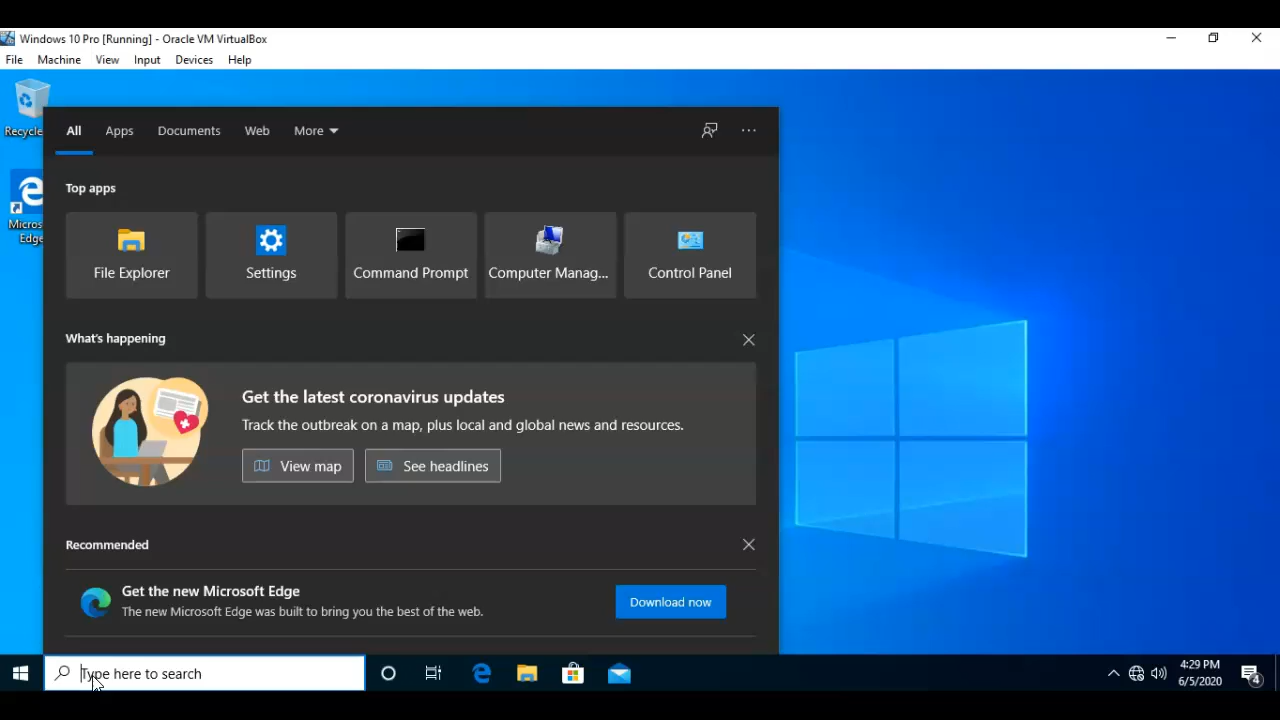 Windows 10 Pro [Running] - Oracle VM VirtualBox
File Machine View Input Devices Help
Recycle
Micros
Edge
All Apps Documents Web More
Top apps
File Explorer Settings Command Prompt Computer Manag... Control Panel
What's happening
Get the latest coronavirus updates
Track the outbreak on a map, plus local and global news and resources.
View map See headlines
Recommended
Get the new Microsoft Edge
The new Microsoft Edge was built to bring you the best of the web.
Download now
Type here to search
4:29 PM
6/5/2020
4